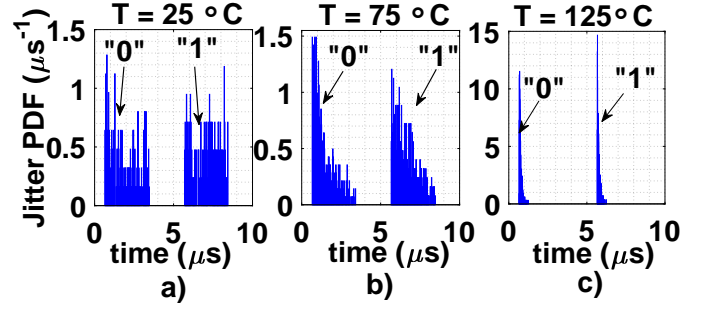 T = 25 °C
T = 75 °C
T = 125°C
Jitter PDF (μs⁻¹)
1.5
1
0.5
0
"0"
"1"
0
5
10
time (μs)
a)
1.5
1
0.5
0
"0"
"1"
0
5
10
time (μs)
b)
15
10
5
0
"0"
"1"
0
5
10
time (μs)
c)